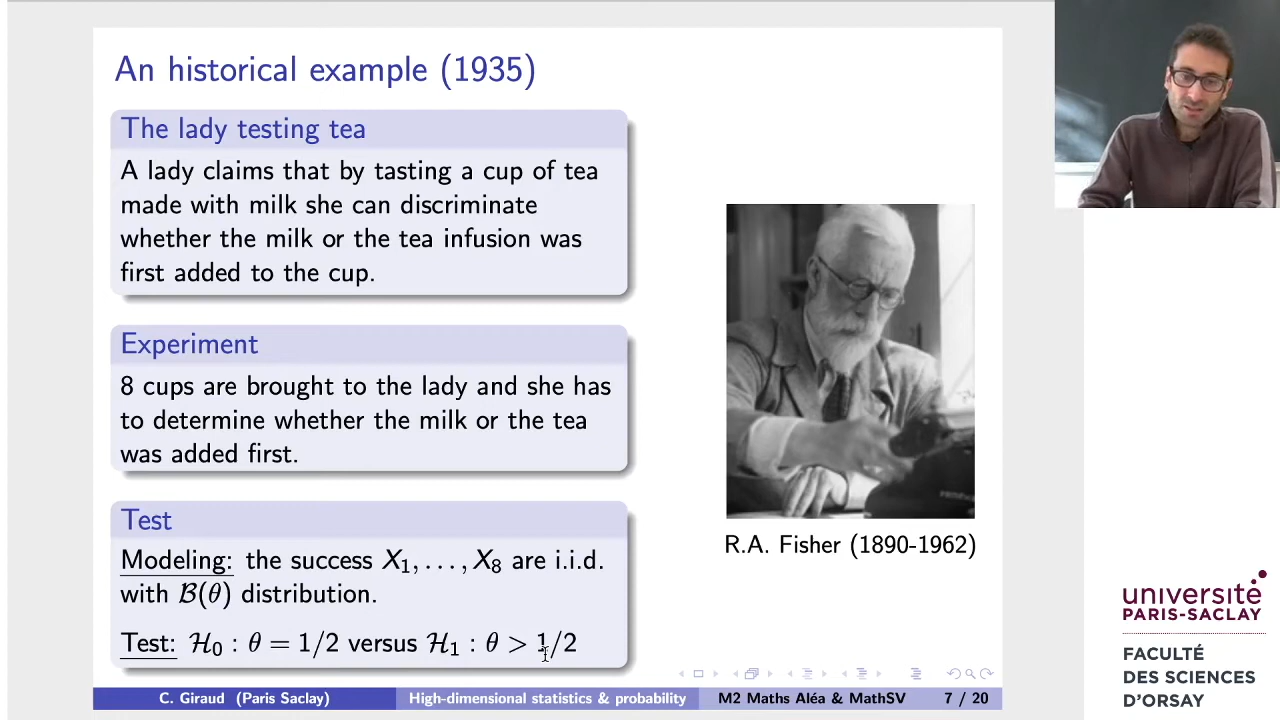 An historical example (1935)
The lady testing tea
A lady claims that by tasting a cup of tea
made with milk she can discriminate
whether the milk or the tea infusion was
first added to the cup.
Experiment
8 cups are brought to the lady and she has
to determine whether the milk or the tea
was added first.
Test
Modeling: the success X₁, . . . , X₈ are i.i.d.
with ℬ(θ) distribution.
Test: ℋ₀ : θ = 1/2 versus ℋ₁ : θ > 1/2
R.A. Fisher (1890-1962)
C. Giraud (Paris Saclay) High-dimensional statistics & probability M2 Maths Aléa & MathSV 7 / 20
université
PARIS-SACLAY
FACULTÉ
DES SCIENCES
D'ORSAY